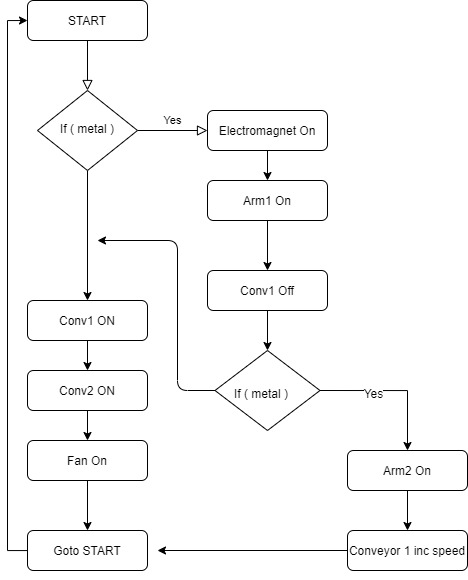 START
If ( metal )
Yes
Electromagnet On
Arm1 On
Conv1 Off
If ( metal )
Yes
Arm2 On
Conveyor 1 inc speed
Conv1 ON
Conv2 ON
Fan On
Goto START